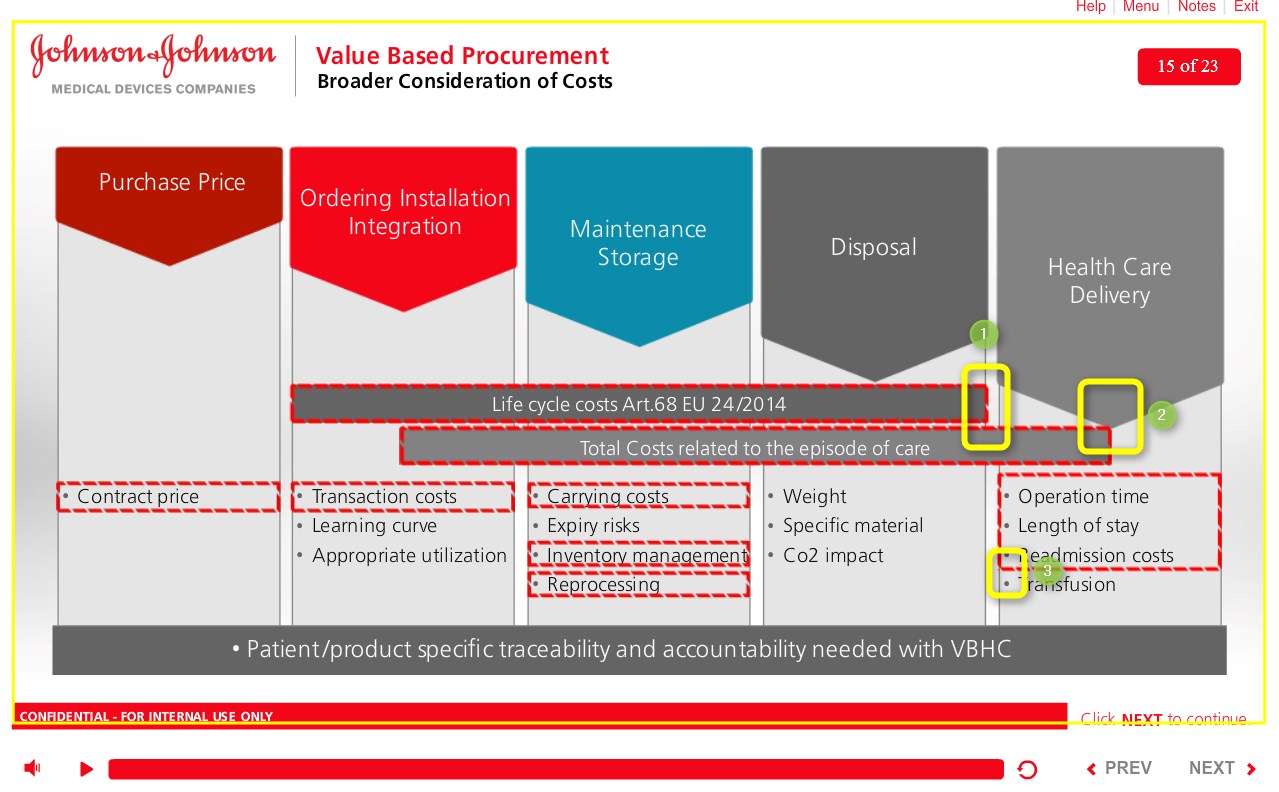 Help | Menu | Notes | Exit
Johnson & Johnson
MEDICAL DEVICES COMPANIES
Value Based Procurement
Broader Consideration of Costs
15 of 23
Purchase Price
Ordering Installation
Integration
Maintenance
Storage
Disposal
Health Care
Delivery
1
Life cycle costs Art.68 EU 24/2014
2
Total Costs related to the episode of care
• Contract price
• Transaction costs
• Learning curve
• Appropriate utilization
• Carrying costs
• Expiry risks
• Inventory management
• Reprocessing
• Weight
• Specific material
• Co2 impact
• Operation time
• Length of stay
• Readmission costs
3
• Transfusion
• Patient/product specific traceability and accountability needed with VBHC
CONFIDENTIAL - FOR INTERNAL USE ONLY
Click NEXT to continue.
PREV
NEXT